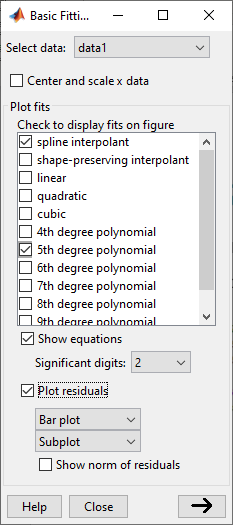 Basic Fitti...
Select data: data1
Center and scale x data
Plot fits
Check to display fits on figure
spline interpolant
shape-preserving interpolant
linear
quadratic
cubic
4th degree polynomial
5th degree polynomial
6th degree polynomial
7th degree polynomial
8th degree polynomial
9th degree polynomial
Show equations
Significant digits: 2
Plot residuals
Bar plot
Subplot
Show norm of residuals
Help Close